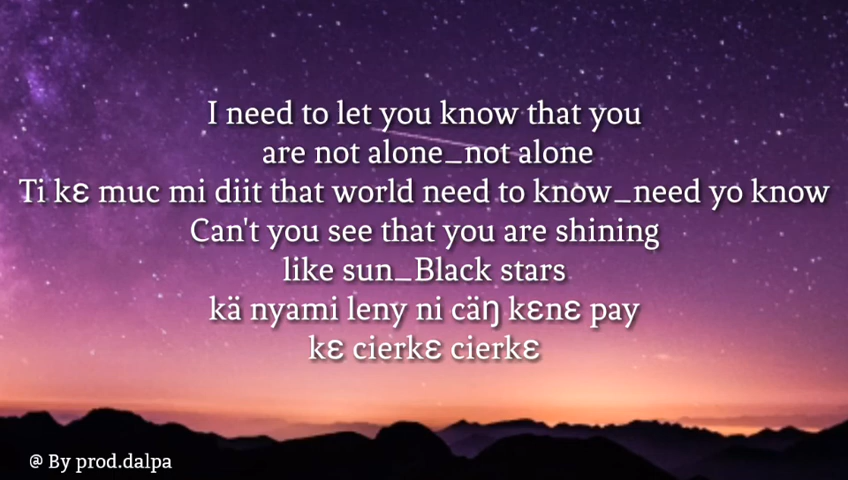 I need to let you know that you
are not alone_not alone
Ti kɛ muc mi diit that world need to know_need yo know
Can't you see that you are shining
like sun_Black stars
kä nyami leny ni cäŋ kɛnɛ pay
kɛ cierkɛ cierkɛ
@ By prod.dalpa